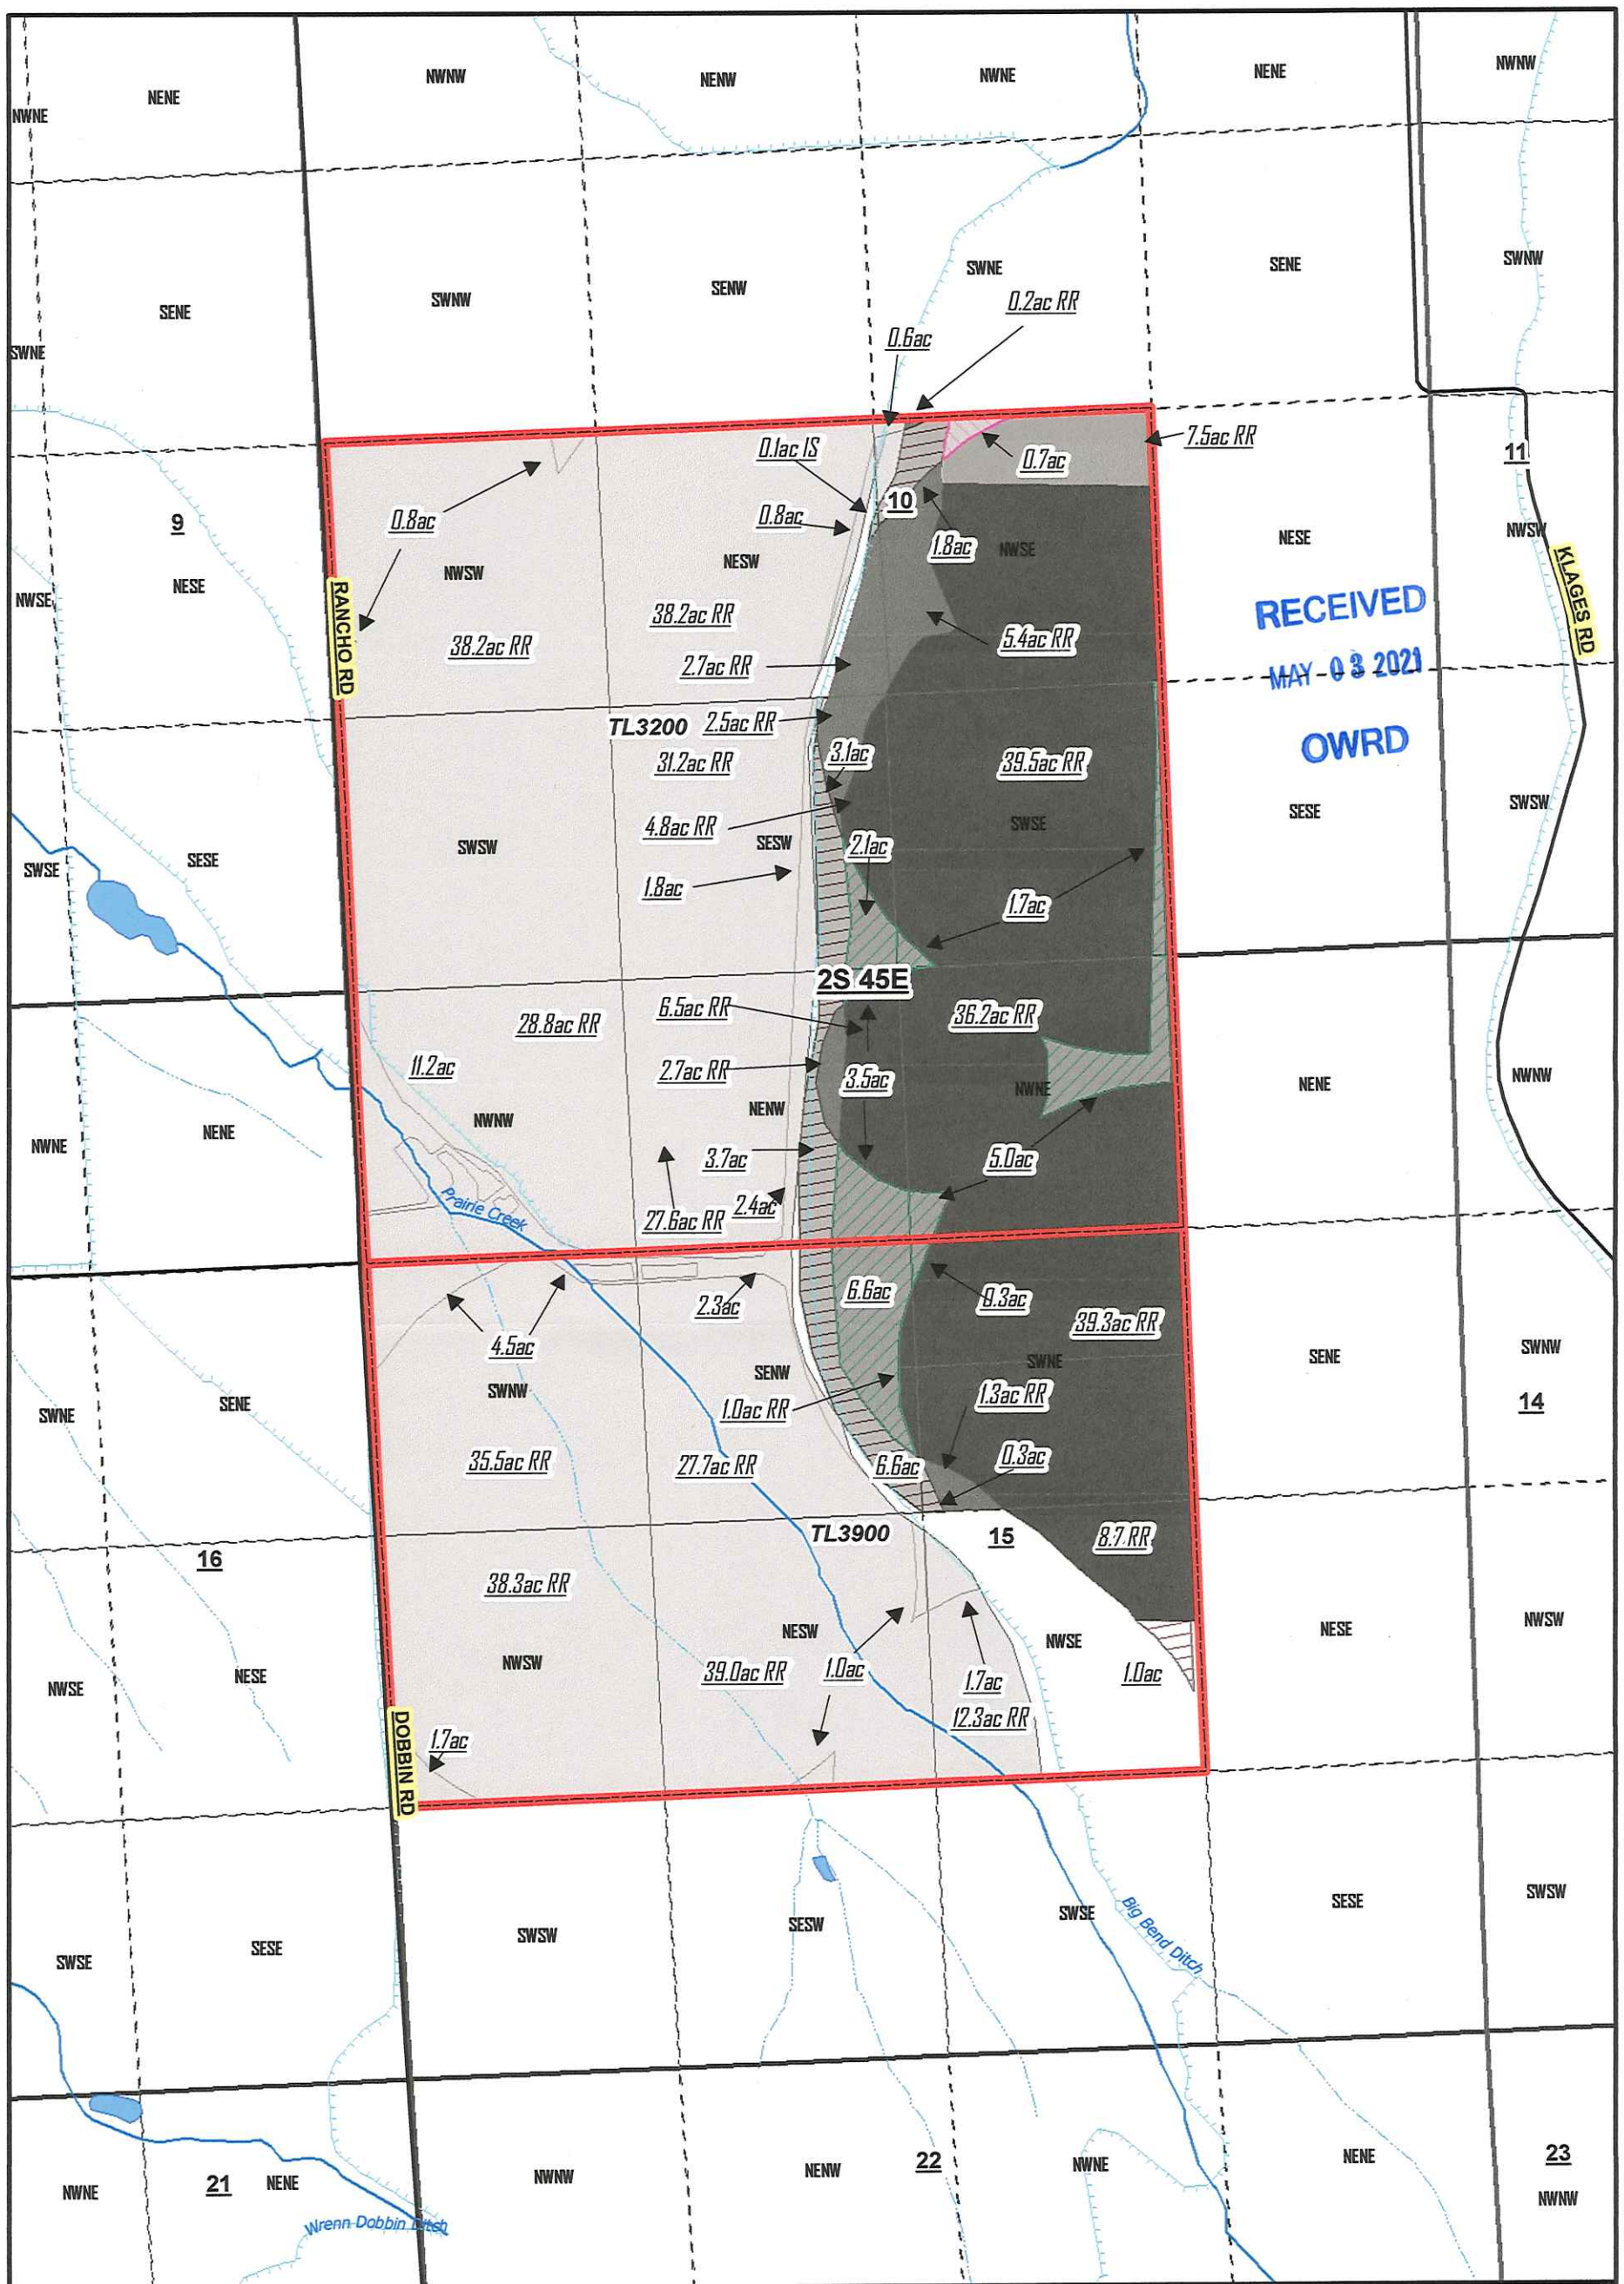 NWNW
NENW
NWNE
NENE
NWNW
NENE
NWNE
SENE
SWNW
SENW
SWNE
SENE
SWNW
0.2ac RR
0.6ac
SWNE
0.1ac IS
0.7ac
7.5ac RR
11
9
0.8ac
0.8ac
10
1.8ac
NWSE
NESE
NWSW
NESW
NWSW
NESE
NWSE
RANCHO RD
38.2ac RR
38.2ac RR
2.7ac RR
5.4ac RR
RECEIVED
MAY 03 2021
OWRD
KLAGES RD
TL3200
2.5ac RR
31.2ac RR
3.1ac
39.5ac RR
4.8ac RR
SWSE
SESE
SWSW
SWSW
SESW
2.1ac
SESE
SWSE
1.8ac
1.7ac
2S 45E
6.5ac RR
36.2ac RR
28.8ac RR
11.2ac
2.7ac RR
3.5ac
NWNE
NENE
NWNW
NENW
NWNW
NENE
NWNE
3.7ac
5.0ac
Prairie Creek
27.6ac RR
2.4ac
2.3ac
6.6ac
0.3ac
39.3ac RR
4.5ac
SENW
SWNE
SENE
SWNW
SWNW
SENE
SWNE
1.0ac RR
1.3ac RR
14
35.5ac RR
27.7ac RR
6.6ac
0.3ac
TL3900
15
8.7 RR
16
38.3ac RR
NESW
NWSE
NESE
NWSW
NWSW
NESE
NWSE
39.0ac RR
1.0ac
1.7ac
1.0ac
12.3ac RR
DOBBIN RD
1.7ac
SWSE
SESE
SWSW
SESW
SWSE
SESE
SWSW
Big Bend Ditch
21
22
23
NWNE
NENE
NWNW
NENW
NWNE
NENE
NWNW
Wrenn Dobbin Ditch